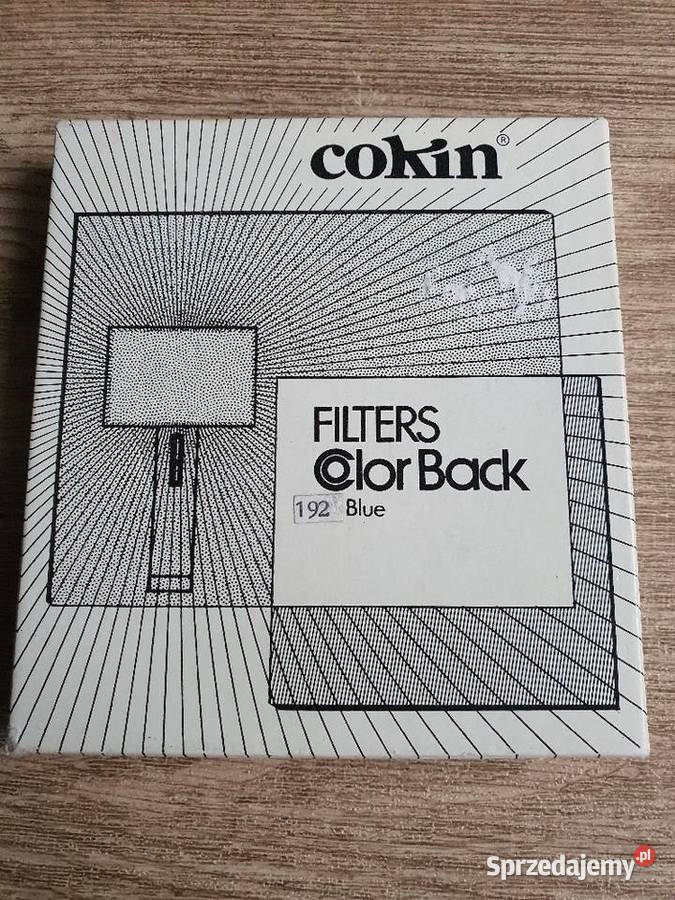 cokin®
FILTERS
Color Back
192 Blue
Sprzedajemy.pl